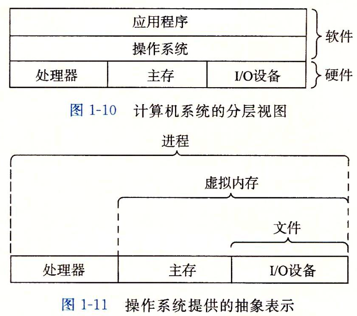 应用程序
操作系统
软件
处理器 主存 I/O设备
硬件
图 1-10 计算机系统的分层视图
进程
虚拟内存
文件
处理器 主存 I/O设备
图 1-11 操作系统提供的抽象表示